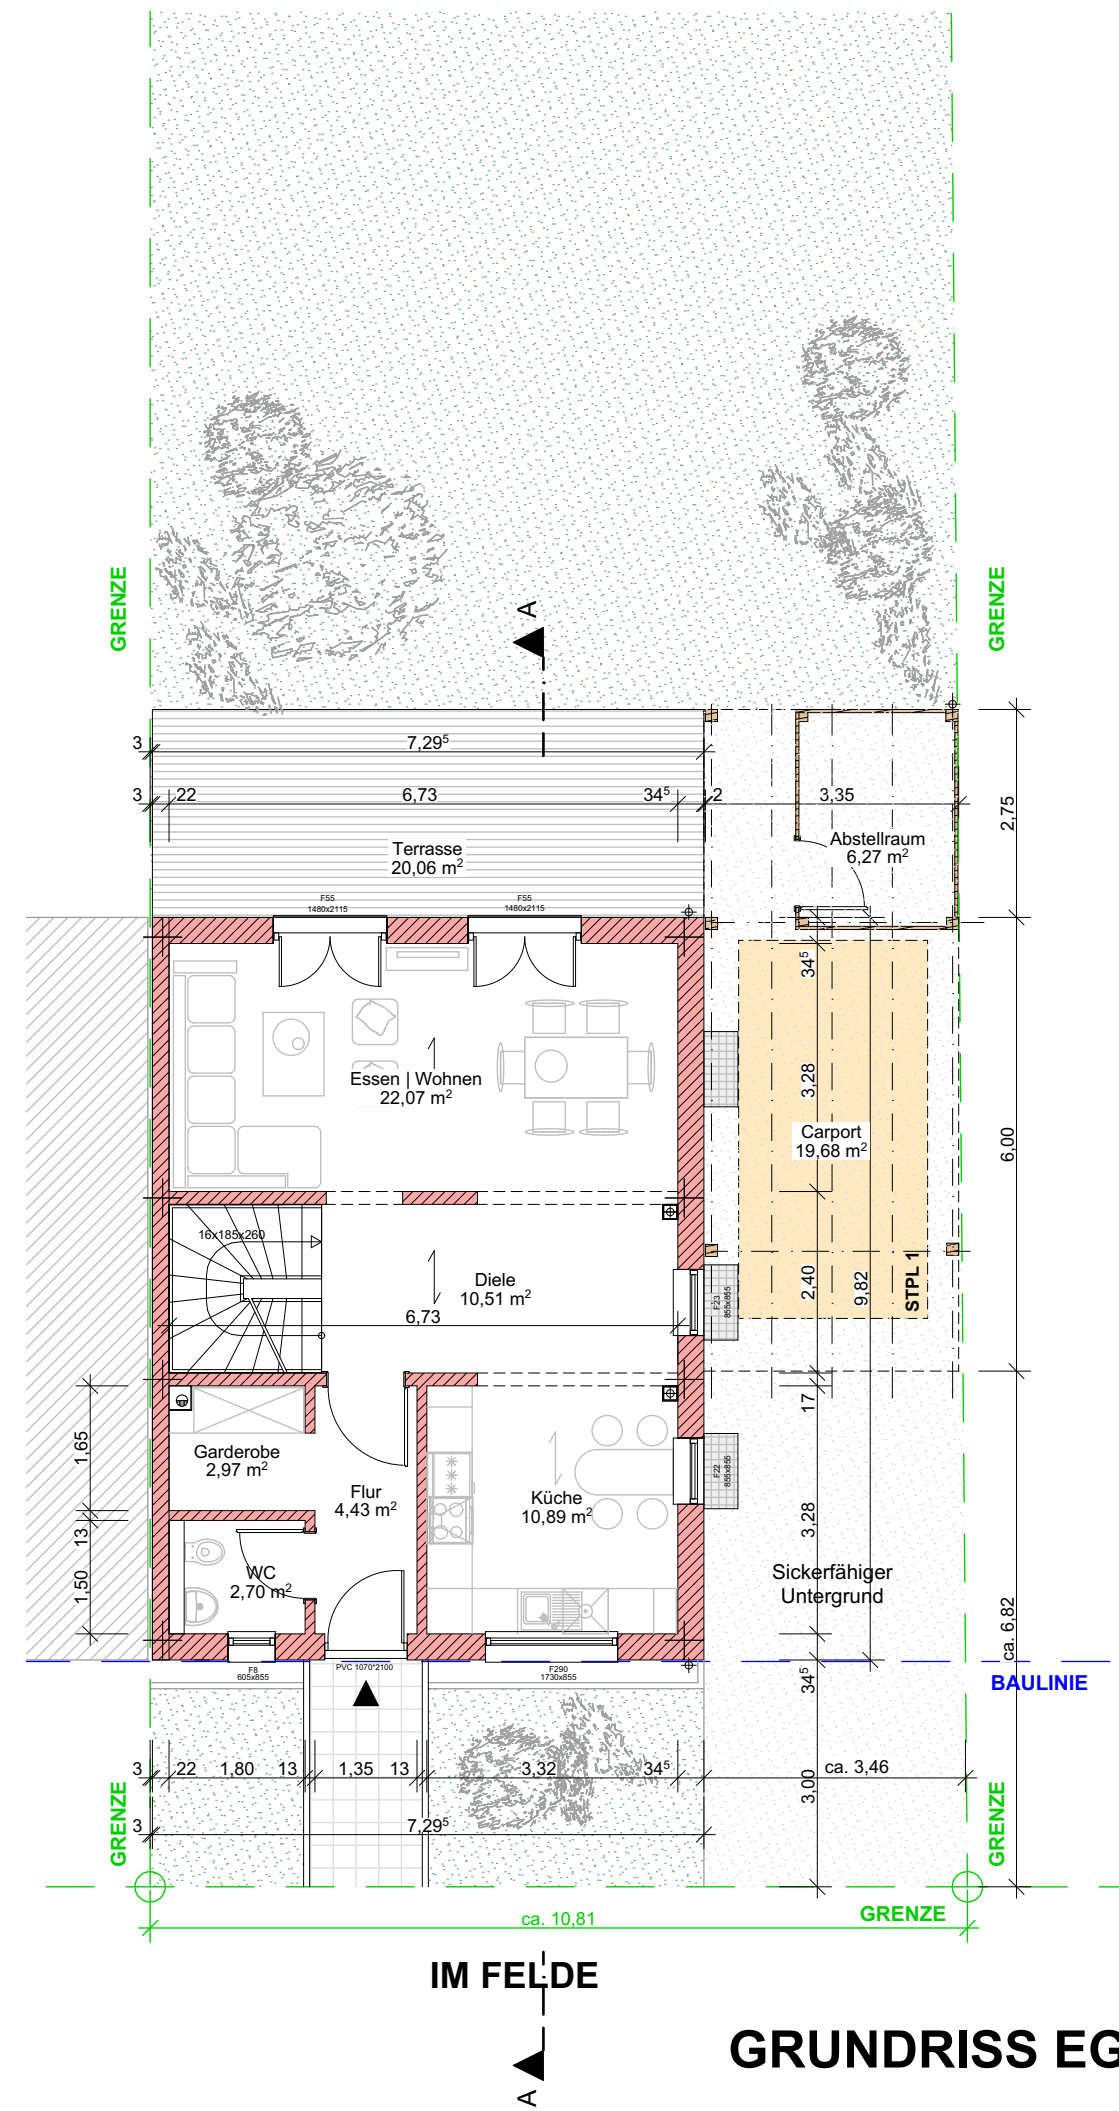 GRENZE
GRENZE
A
3
7,29⁵
3
22
6,73
34⁵
2
3,35
2,75
Terrasse
20,06 m²
Abstellraum
6,27 m²
F55
1480x2115
F55
1480x2115
34⁵
Essen | Wohnen
22,07 m²
3,28
Carport
19,68 m²
6,00
16x185x260
Diele
10,51 m²
6,73
F23
855x855
2,40
9,82
STPL 1
17
1,65
Garderobe
2,97 m²
Flur
4,43 m²
Küche
10,89 m²
F22
855x855
3,28
13
1,50
WC
2,70 m²
Sickerfähiger
Untergrund
ca. 6,82
F8
605x855
PVC 1070*2100
F290
1730x855
34⁵
BAULINIE
3
22
1,80
13
1,35
13
3,32
34⁵
ca. 3,46
3,00
3
7,29⁵
GRENZE
GRENZE
ca. 10,81
GRENZE
IM FELDE
GRUNDRISS EG
A